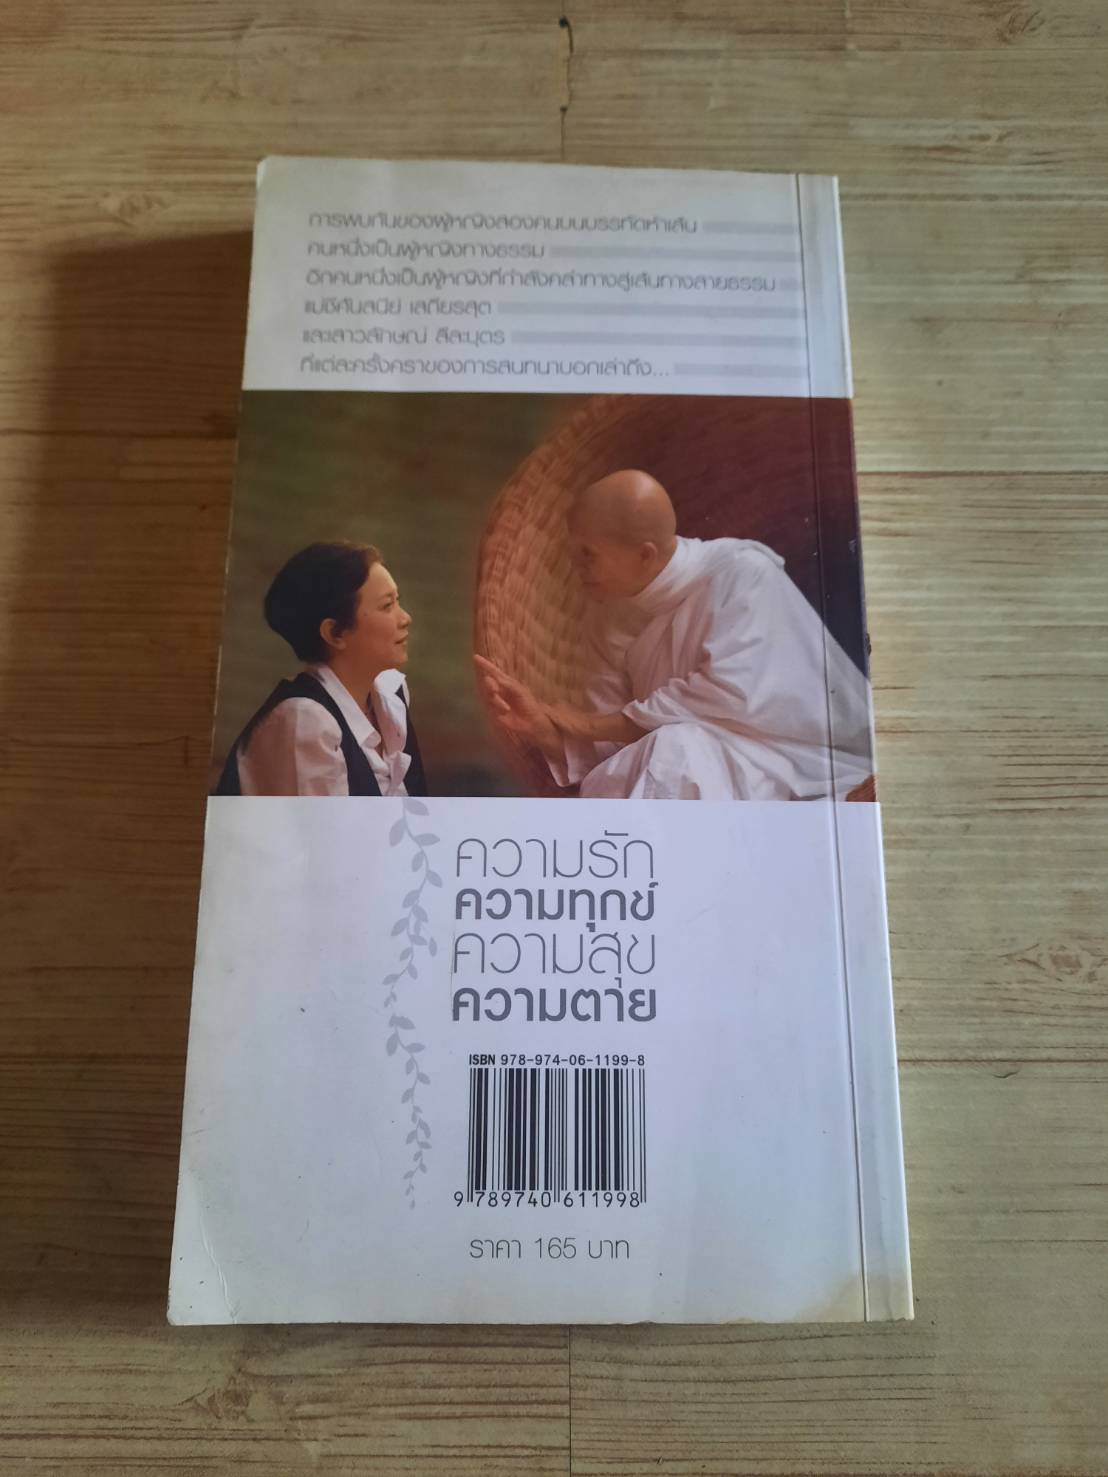 การพบกันของผู้หญิงสองคนบนบรรทัดห้าเส้น
คนหนึ่งเป็นผู้หญิงทางธรรม
อีกคนหนึ่งเป็นผู้หญิงที่กำลังคลำทางสู่เส้นทางสายธรรม
แม่ชีศันสนีย์ เสถียรสุต
และเสาวลักษณ์ ลีละบุตร
ที่แต่ละครั้งคราของการสนทนาบอกเล่าถึง...
ความรัก
ความทุกข์
ความสุข
ความตาย
ISBN 978-974-06-1199-8
9 789740 611998
ราคา 165 บาท